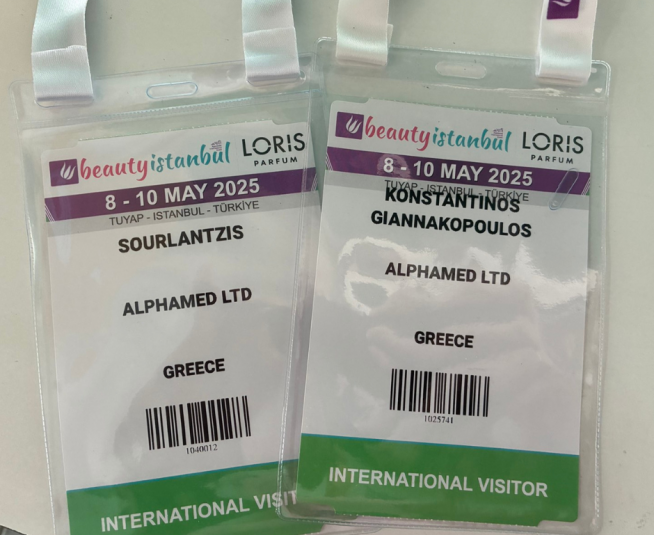 beautyistanbul LORIS
PARFUM
8 - 10 MAY 2025
TUYAP - ISTANBUL - TÜRKİYE
SOURLANTZIS
ALPHAMED LTD
GREECE
1040012
INTERNATIONAL VISIT
beautyistanbul LORIS
PARFUM
8 - 10 MAY 2025
TUYAP - ISTANBUL - TÜRKİYE
KONSTANTINOS
GIANNAKOPOULOS
ALPHAMED LTD
GREECE
1025741
INTERNATIONAL VISITOR